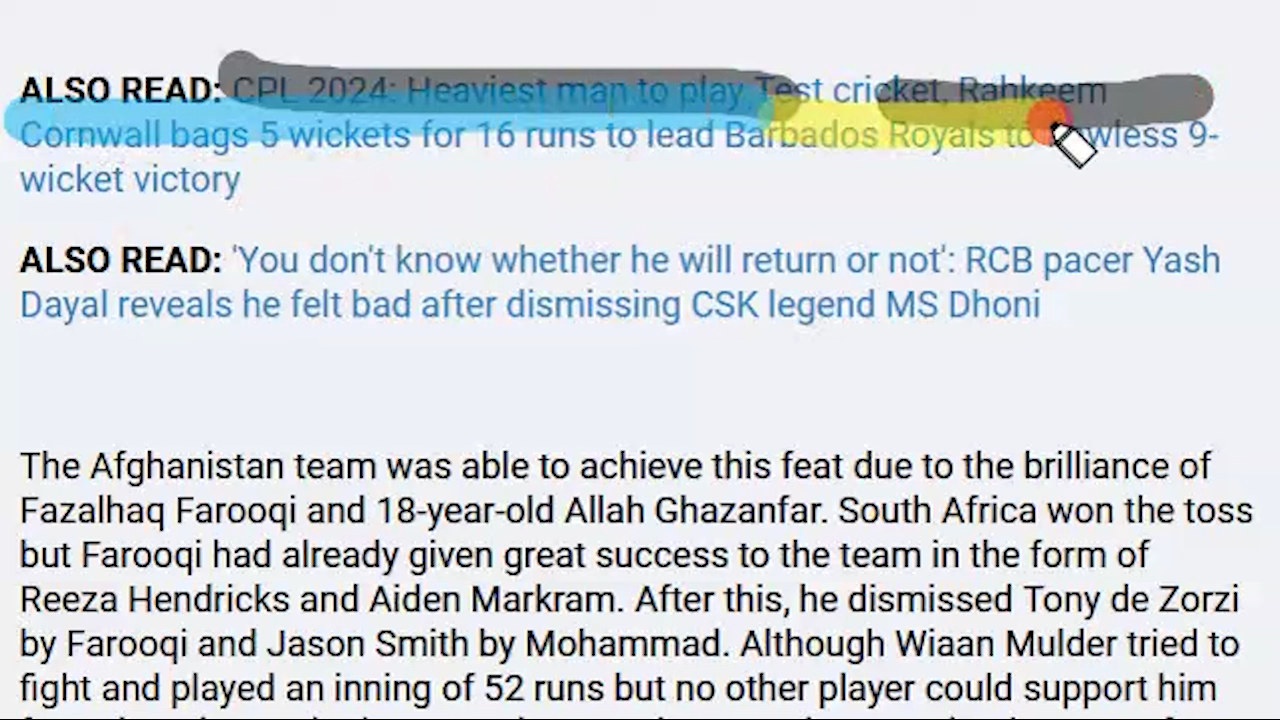 ALSO READ: CPL 2024: Heaviest man to play Test cricket, Rahkeem
Cornwall bags 5 wickets for 16 runs to lead Barbados Royals to wless 9-
wicket victory
ALSO READ: 'You don't know whether he will return or not': RCB pacer Yash
Dayal reveals he felt bad after dismissing CSK legend MS Dhoni
The Afghanistan team was able to achieve this feat due to the brilliance of
Fazalhaq Farooqi and 18-year-old Allah Ghazanfar. South Africa won the toss
but Farooqi had already given great success to the team in the form of
Reeza Hendricks and Aiden Markram. After this, he dismissed Tony de Zorzi
by Farooqi and Jason Smith by Mohammad. Although Wiaan Mulder tried to
fight and played an inning of 52 runs but no other player could support him